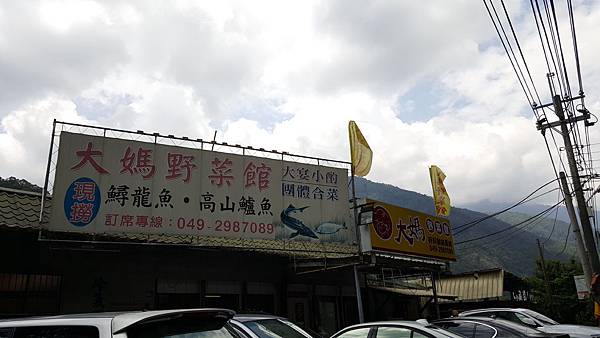 大媽野菜館
大宴小酌
團體合菜
現撈
鱘龍魚・高山鱸魚
訂席專線：049-2987089
大媽